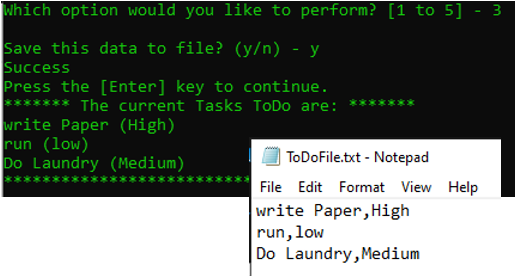 Which option would you like to perform? [1 to 5] - 3
Save this data to file? (y/n) - y
Success
Press the [Enter] key to continue.
******* The current Tasks ToDo are: *******
write Paper (High)
run (low)
Do Laundry (Medium)
***************************
ToDoFile.txt - Notepad
File Edit Format View Help
write Paper,High
run,low
Do Laundry,Medium